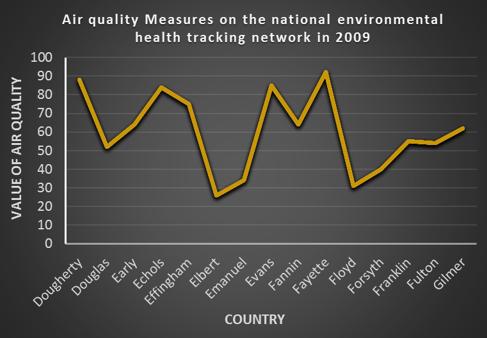 Air quality Measures on the national environmental
health tracking network in 2009
VALUE OF AIR QUALITY
100
90
80
70
60
50
40
30
20
10
0
Dougherty
Douglas
Early
Echols
Effingham
Elbert
Emanuel
Evans
Fannin
Fayette
Floyd
Forsyth
Franklin
Fulton
Gilmer
COUNTRY